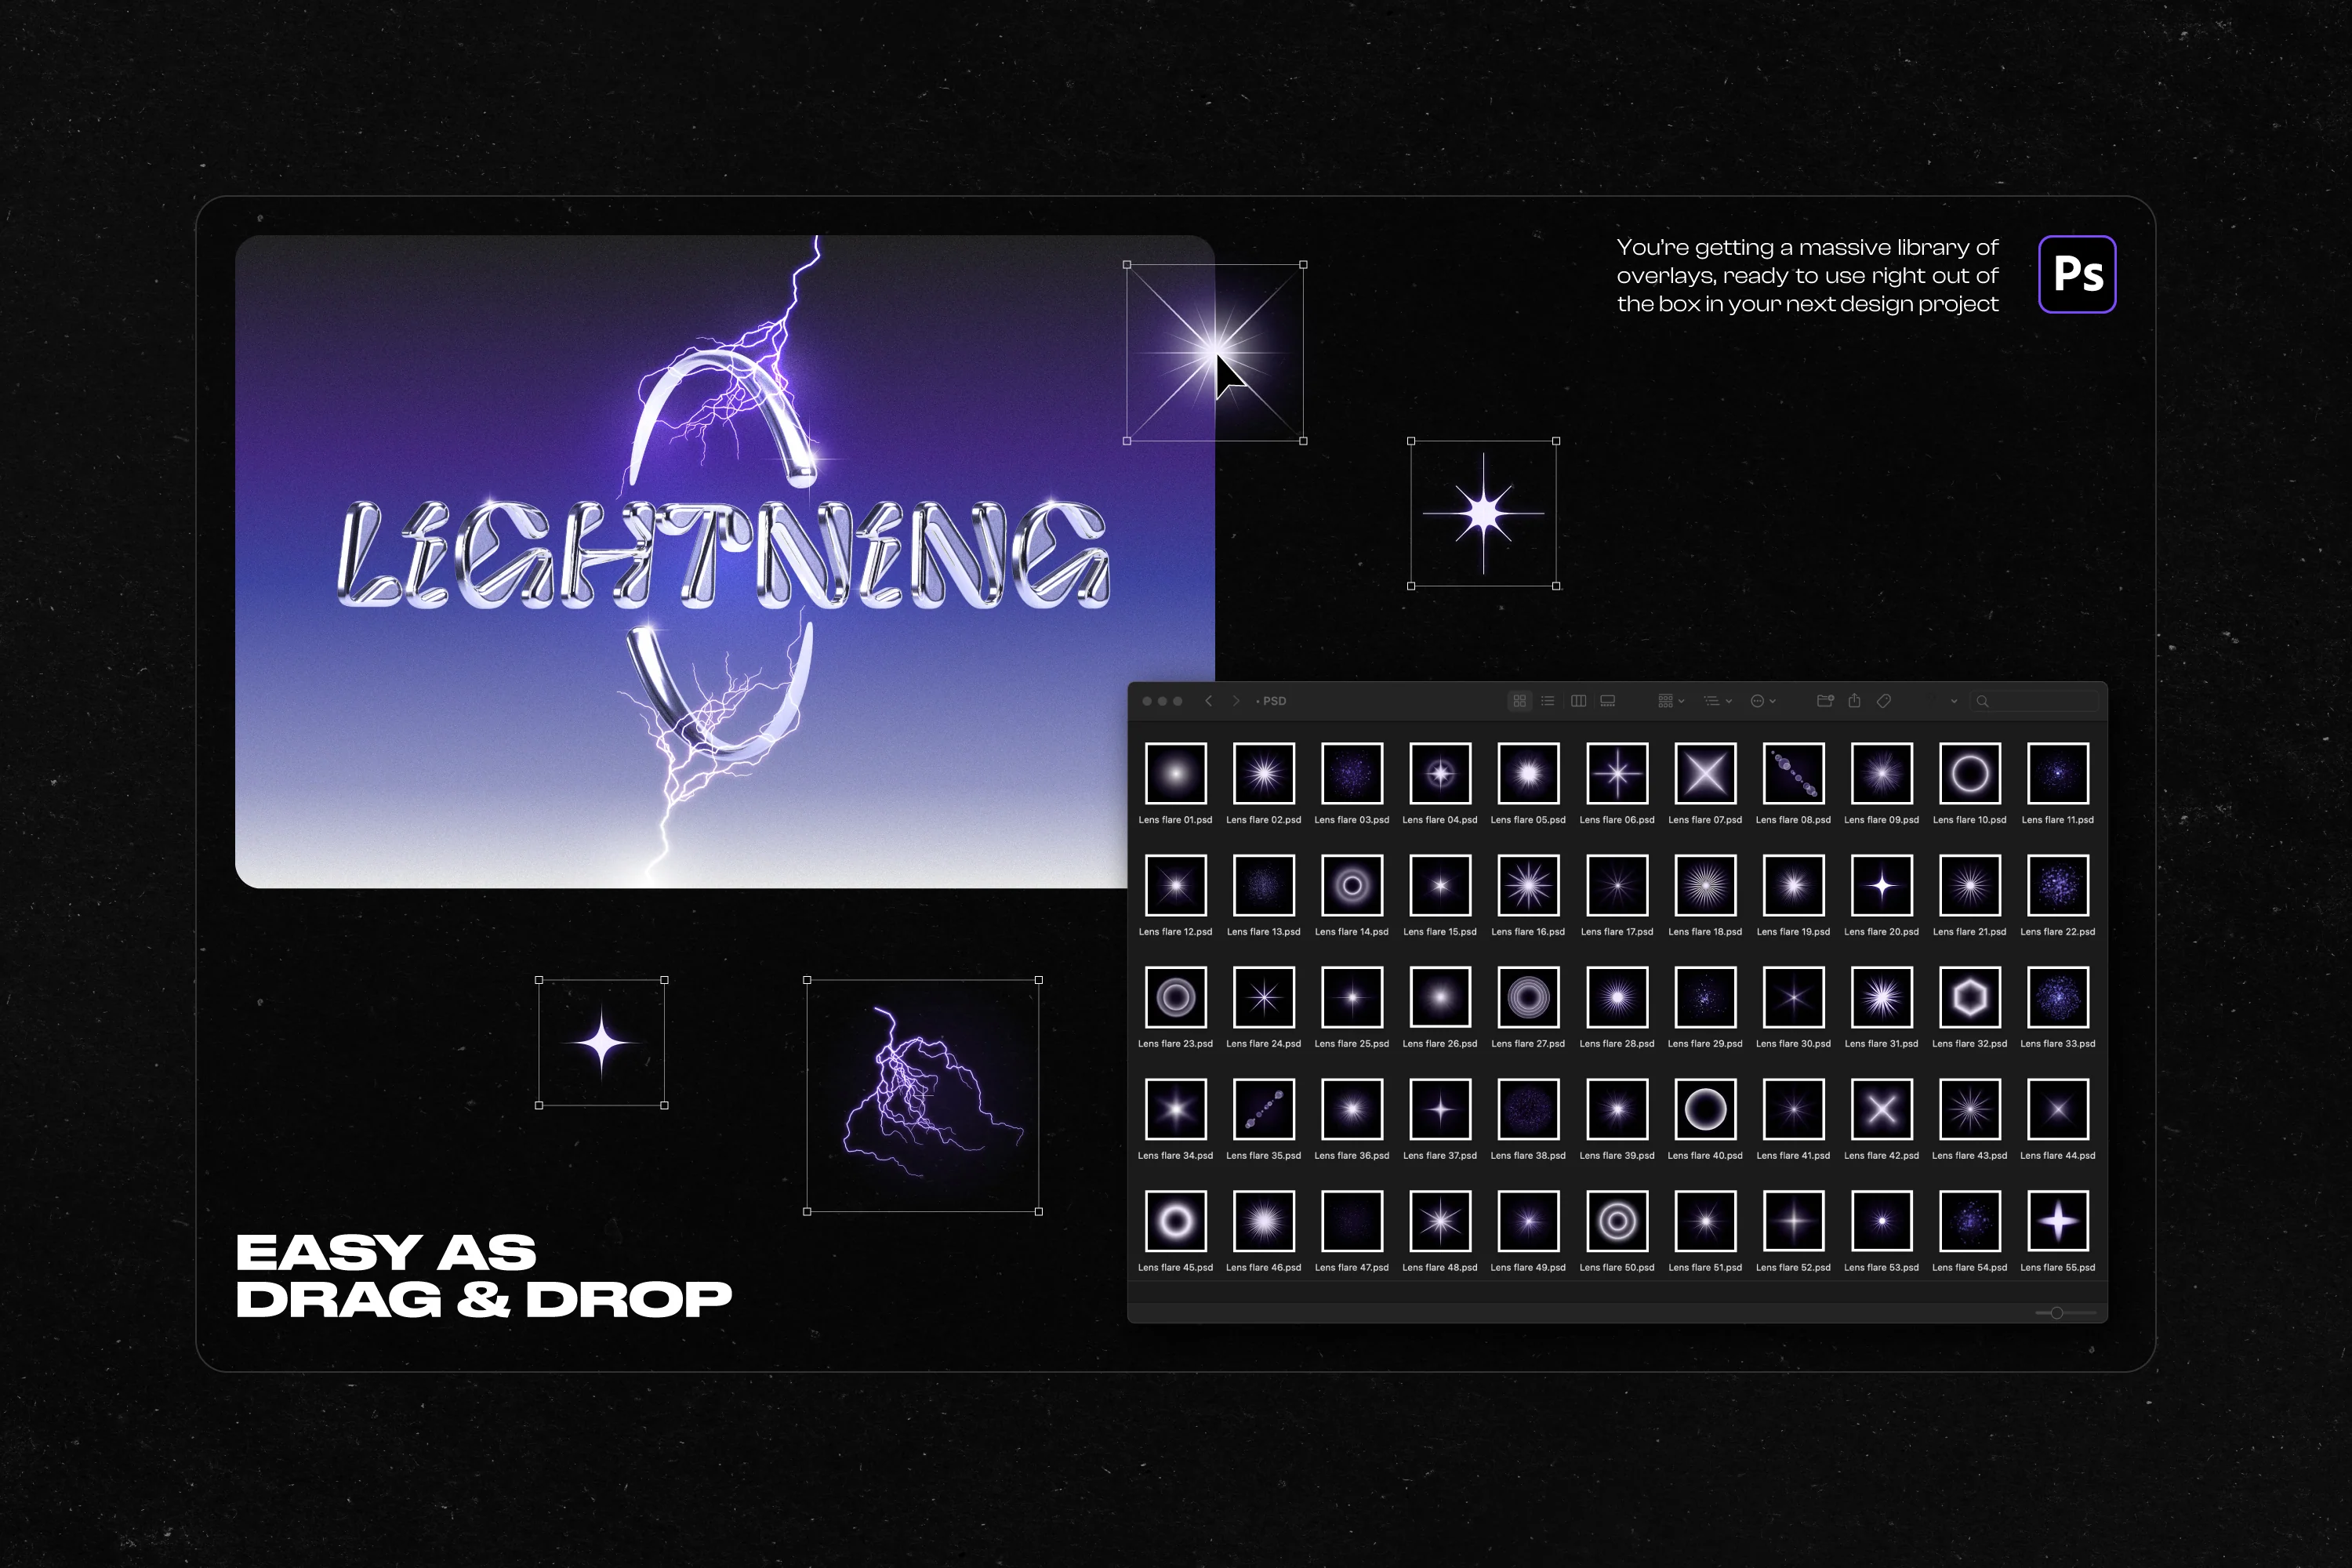 You're getting a massive library of
overlays, ready to use right out of
the box in your next design project
Ps
LiGHTNiNG
• PSD
Lens flare 01.psd Lens flare 02.psd Lens flare 03.psd Lens flare 04.psd Lens flare 05.psd Lens flare 06.psd Lens flare 07.psd Lens flare 08.psd Lens flare 09.psd Lens flare 10.psd Lens flare 11.psd
Lens flare 12.psd Lens flare 13.psd Lens flare 14.psd Lens flare 15.psd Lens flare 16.psd Lens flare 17.psd Lens flare 18.psd Lens flare 19.psd Lens flare 20.psd Lens flare 21.psd Lens flare 22.psd
Lens flare 23.psd Lens flare 24.psd Lens flare 25.psd Lens flare 26.psd Lens flare 27.psd Lens flare 28.psd Lens flare 29.psd Lens flare 30.psd Lens flare 31.psd Lens flare 32.psd Lens flare 33.psd
Lens flare 34.psd Lens flare 35.psd Lens flare 36.psd Lens flare 37.psd Lens flare 38.psd Lens flare 39.psd Lens flare 40.psd Lens flare 41.psd Lens flare 42.psd Lens flare 43.psd Lens flare 44.psd
Lens flare 45.psd Lens flare 46.psd Lens flare 47.psd Lens flare 48.psd Lens flare 49.psd Lens flare 50.psd Lens flare 51.psd Lens flare 52.psd Lens flare 53.psd Lens flare 54.psd Lens flare 55.psd
EASY AS
DRAG & DROP